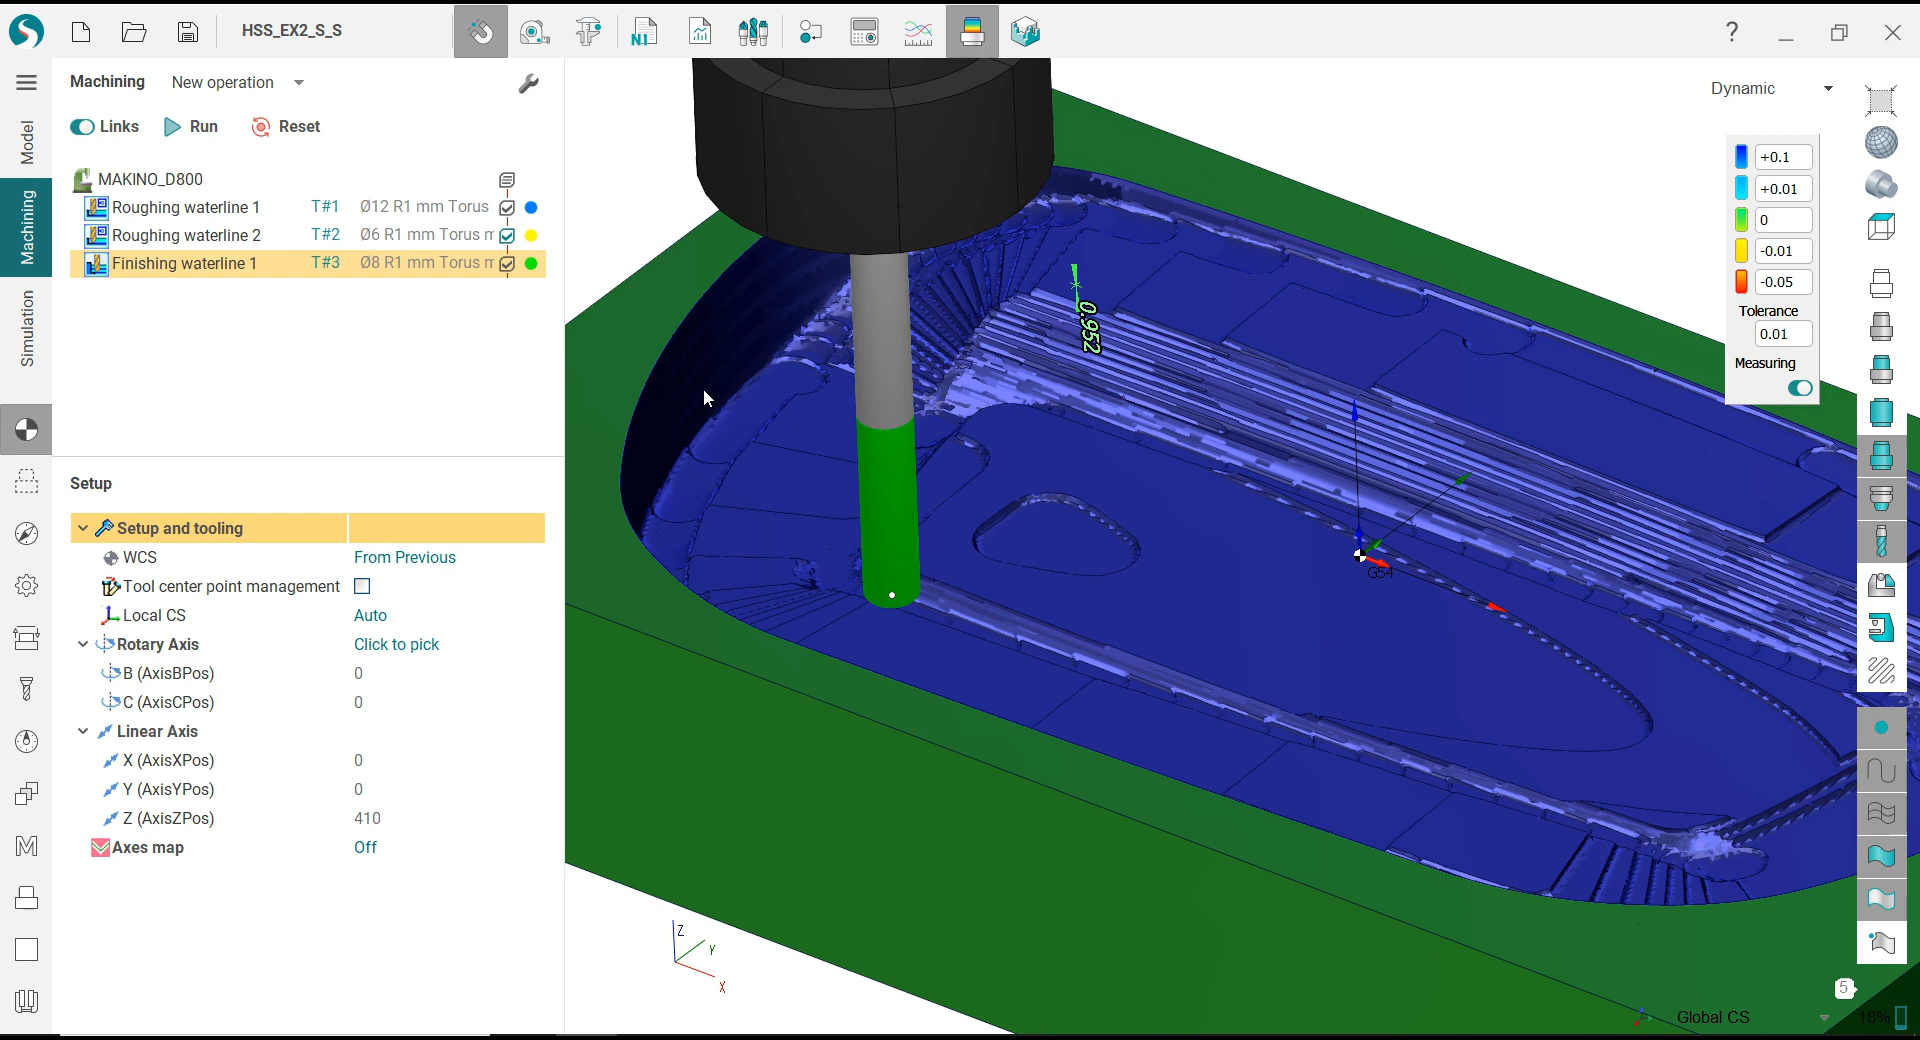 HSS_EX2_S_S
N1
?
Machining
New operation
Dynamic
Links
Run
Reset
Model
Machining
Simulation
MAKINO_D800
Roughing waterline 1 T#1 Ø12 R1 mm Torus
Roughing waterline 2 T#2 Ø6 R1 mm Torus
Finishing waterline 1 T#3 Ø8 R1 mm Torus
+0.1
+0.01
0
-0.01
-0.05
Tolerance
0.01
Measuring
0.952
G54
Setup
Setup and tooling
WCS From Previous
Tool center point management
Local CS Auto
Rotary Axis Click to pick
B (AxisBPos) 0
C (AxisCPos) 0
Linear Axis
X (AxisXPos) 0
Y (AxisYPos) 0
Z (AxisZPos) 410
Axes map Off
Z
Y
X
5
Global CS
18%